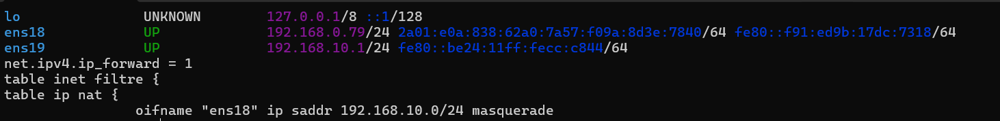 lo UNKNOWN 127.0.0.1/8 ::1/128
ens18 UP 192.168.0.79/24 2a01:e0a:838:62a0:7a57:f09a:8d3e:7840/64 fe80::f91:ed9b:17dc:7318/64
ens19 UP 192.168.10.1/24 fe80::be24:11ff:fecc:c844/64
net.ipv4.ip_forward = 1
table inet filtre {
table ip nat {
oifname "ens18" ip saddr 192.168.10.0/24 masquerade